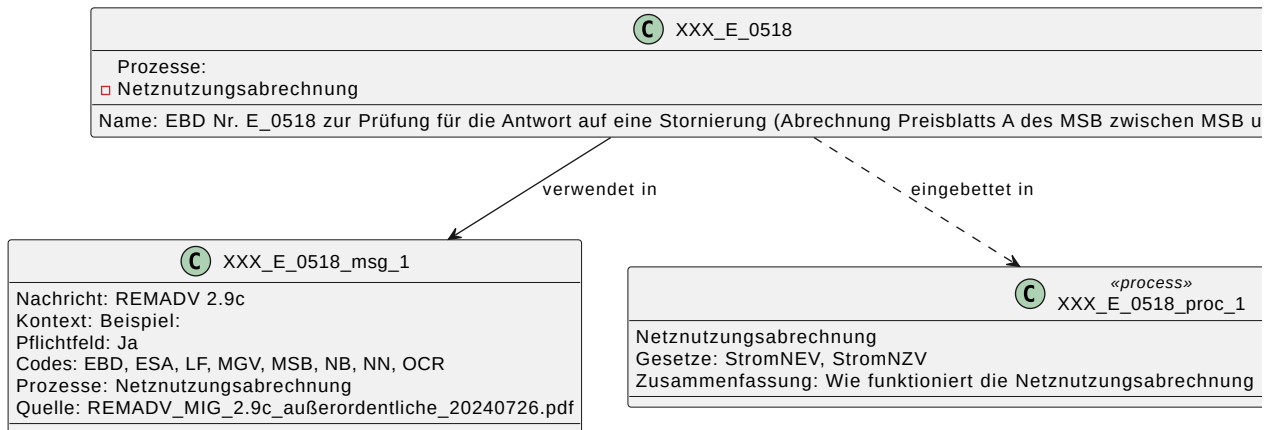 C XXX_E_0518
Prozesse:
Netznutzungsabrechnung
Name: EBD Nr. E_0518 zur Prüfung für die Antwort auf eine Stornierung (Abrechnung Preisblatts A des MSB zwischen MSB u
verwendet in
eingebettet in
C XXX_E_0518_msg_1
Nachricht: REMADV 2.9c
Kontext: Beispiel:
Pflichtfeld: Ja
Codes: EBD, ESA, LF, MGV, MSB, NB, NN, OCR
Prozesse: Netznutzungsabrechnung
Quelle: REMADV_MIG_2.9c_außerordentliche_20240726.pdf
C «process»
XXX_E_0518_proc_1
Netznutzungsabrechnung
Gesetze: StromNEV, StromNZV
Zusammenfassung: Wie funktioniert die Netznutzungsabrechnung